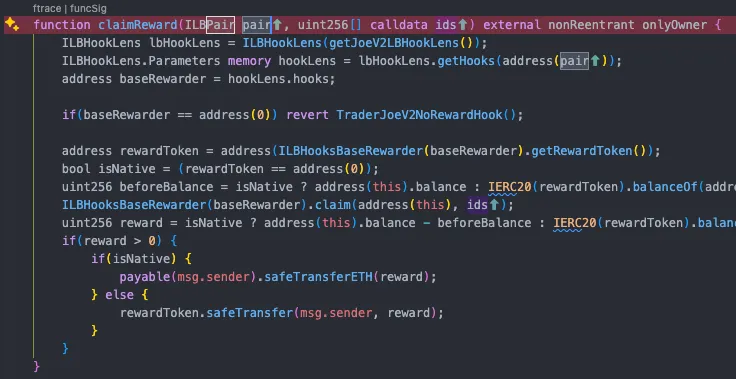 ftrace | funcSig
function claimReward(ILBPair pair↑, uint256[] calldata ids↑) external nonReentrant onlyOwner {
ILBHookLens lbHookLens = ILBHookLens(getJoeV2LBHookLens());
ILBHookLens.Parameters memory hookLens = lbHookLens.getHooks(address(pair↑));
address baseRewarder = hookLens.hooks;
if(baseRewarder == address(0)) revert TraderJoeV2NoRewardHook();
address rewardToken = address(ILBHooksBaseRewarder(baseRewarder).getRewardToken());
bool isNative = (rewardToken == address(0));
uint256 beforeBalance = isNative ? address(this).balance : IERC20(rewardToken).balanceOf(addr
ILBHooksBaseRewarder(baseRewarder).claim(address(this), ids↑);
uint256 reward = isNative ? address(this).balance - beforeBalance : IERC20(rewardToken).balan
if(reward > 0) {
if(isNative) {
payable(msg.sender).safeTransferETH(reward);
} else {
rewardToken.safeTransfer(msg.sender, reward);
}
}
}